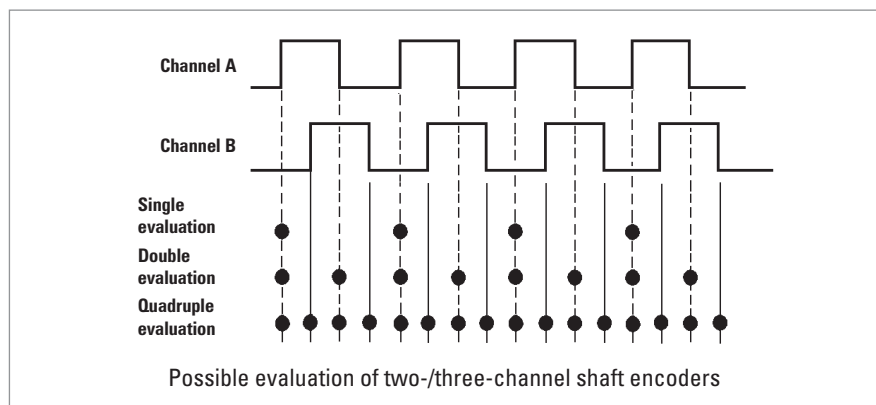 Channel A
Channel B
Single
evaluation
Double
evaluation
Quadruple
evaluation
Possible evaluation of two-/three-channel shaft encoders